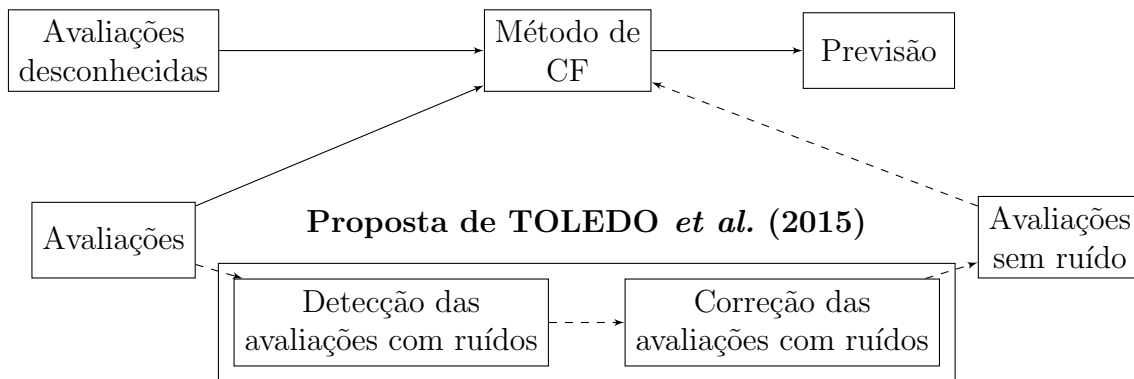 Avaliações
desconhecidas
Método de
CF
Previsão
Avaliações
Proposta de TOLEDO et al. (2015)
Avaliações
sem ruído
Detecção das
avaliações com ruídos
Correção das
avaliações com ruídos